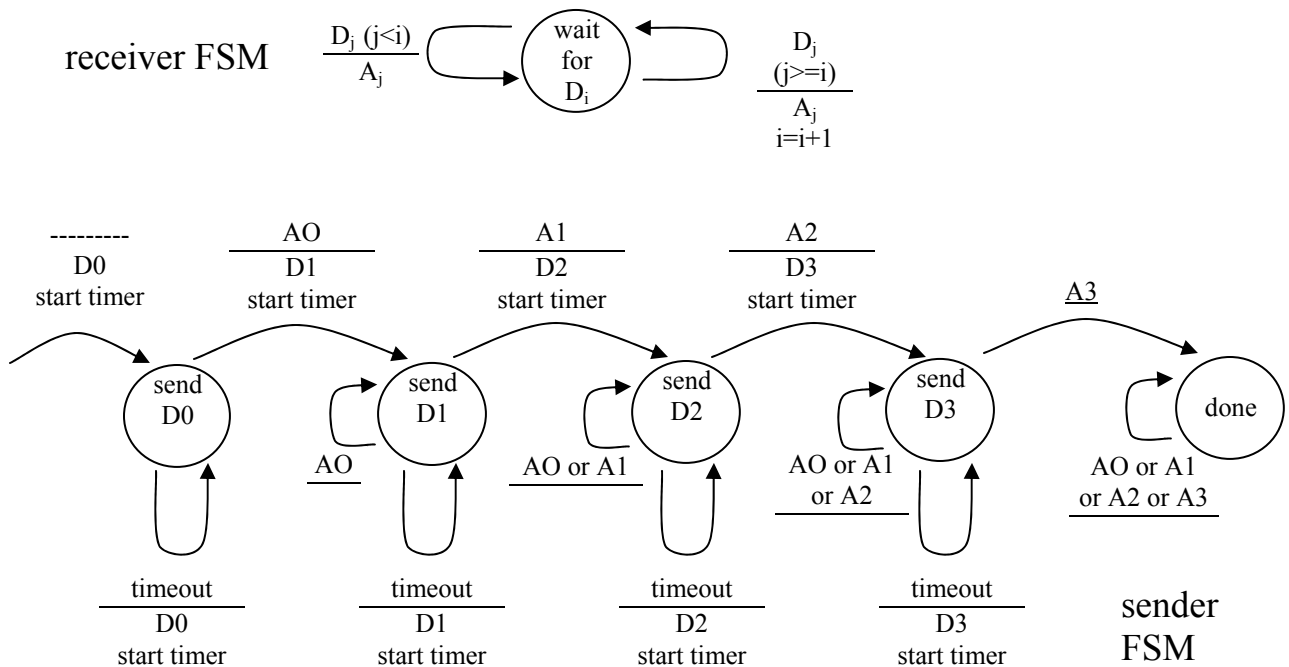 receiver FSM
Dj (j<i)
Aj
wait
for
Di
Dj
(j>=i)
Aj
i=i+1
---------
D0
start timer
AO
D1
start timer
A1
D2
start timer
A2
D3
start timer
A3
send
D0
send
D1
send
D2
send
D3
done
AO
AO or A1
AO or A1
or A2
AO or A1
or A2 or A3
timeout
D0
start timer
timeout
D1
start timer
timeout
D2
start timer
timeout
D3
start timer
sender
FSM